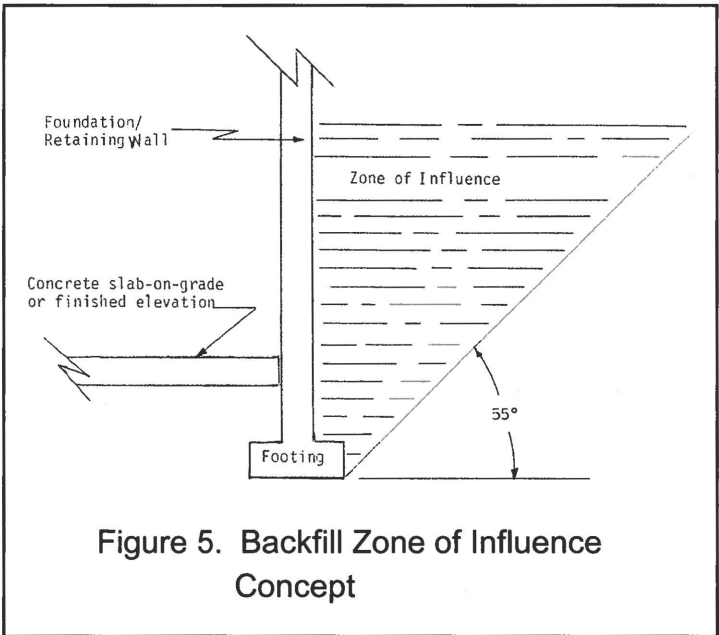 Foundation/
Retaining Wall
Zone of Influence
Concrete slab-on-grade
or finished elevation
55°
Footing
Figure 5. Backfill Zone of Influence
Concept